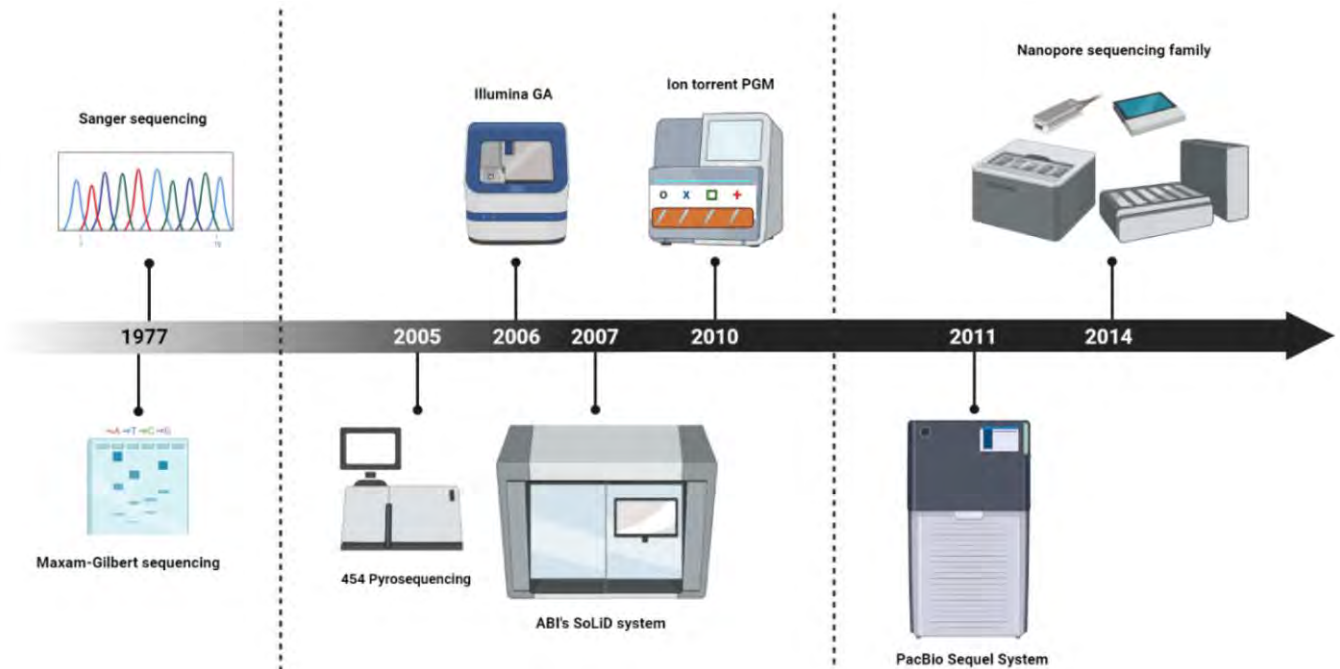 Nanopore sequencing family
Ion torrent PGM
Illumina GA
Sanger sequencing
1977
2005
2006
2007
2010
2011
2014
A T C G
Maxam-Gilbert sequencing
454 Pyrosequencing
ABI's SoLiD system
PacBio Sequel System